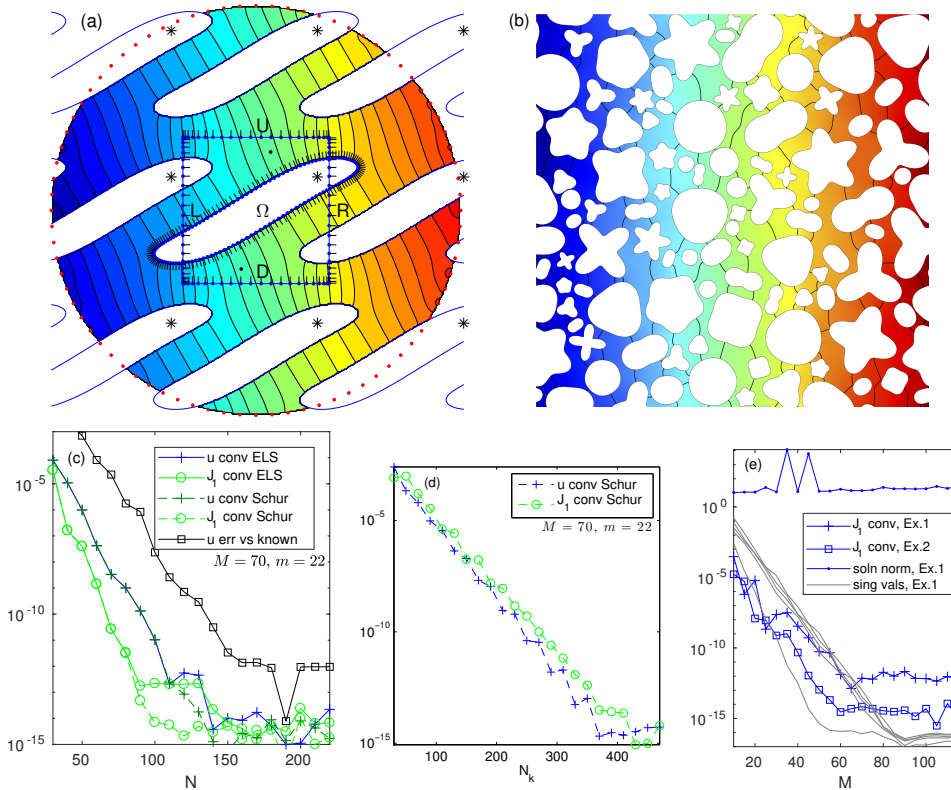 (a)
U
L
Ω
R
D
(b)
(c)
u conv ELS
J1 conv ELS
u conv Schur
J1 conv Schur
u err vs known
M = 70, m = 22
10^-5
10^-10
10^-15
50
100
150
200
N
(d)
u conv Schur
J1 conv Schur
M = 70, m = 22
10^-5
10^-10
10^-15
100
200
300
400
N_k
(e)
10^0
J1 conv, Ex.1
J1 conv, Ex.2
soln norm, Ex.1
sing vals, Ex.1
10^-5
10^-10
10^-15
20
40
60
80
100
M